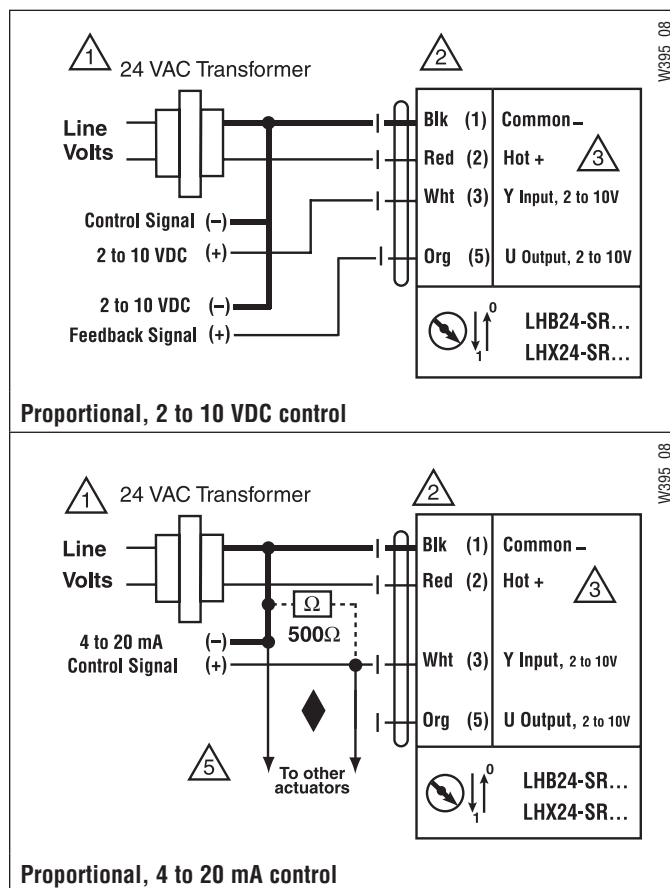 W395_08
1
24 VAC Transformer
2
Line
Volts
Blk (1) Common –
Red (2) Hot +
3
Wht (3) Y Input, 2 to 10V
Control Signal (–)
2 to 10 VDC (+)
Org (5) U Output, 2 to 10V
2 to 10 VDC (–)
Feedback Signal (+)
0
1
LHB24-SR...
LHX24-SR...
Proportional, 2 to 10 VDC control
W395_08
1
24 VAC Transformer
2
Line
Volts
Blk (1) Common –
Red (2) Hot +
3
Ω
500Ω
4 to 20 mA (–)
Control Signal (+)
Wht (3) Y Input, 2 to 10V
Org (5) U Output, 2 to 10V
5
To other
actuators
0
1
LHB24-SR...
LHX24-SR...
Proportional, 4 to 20 mA control